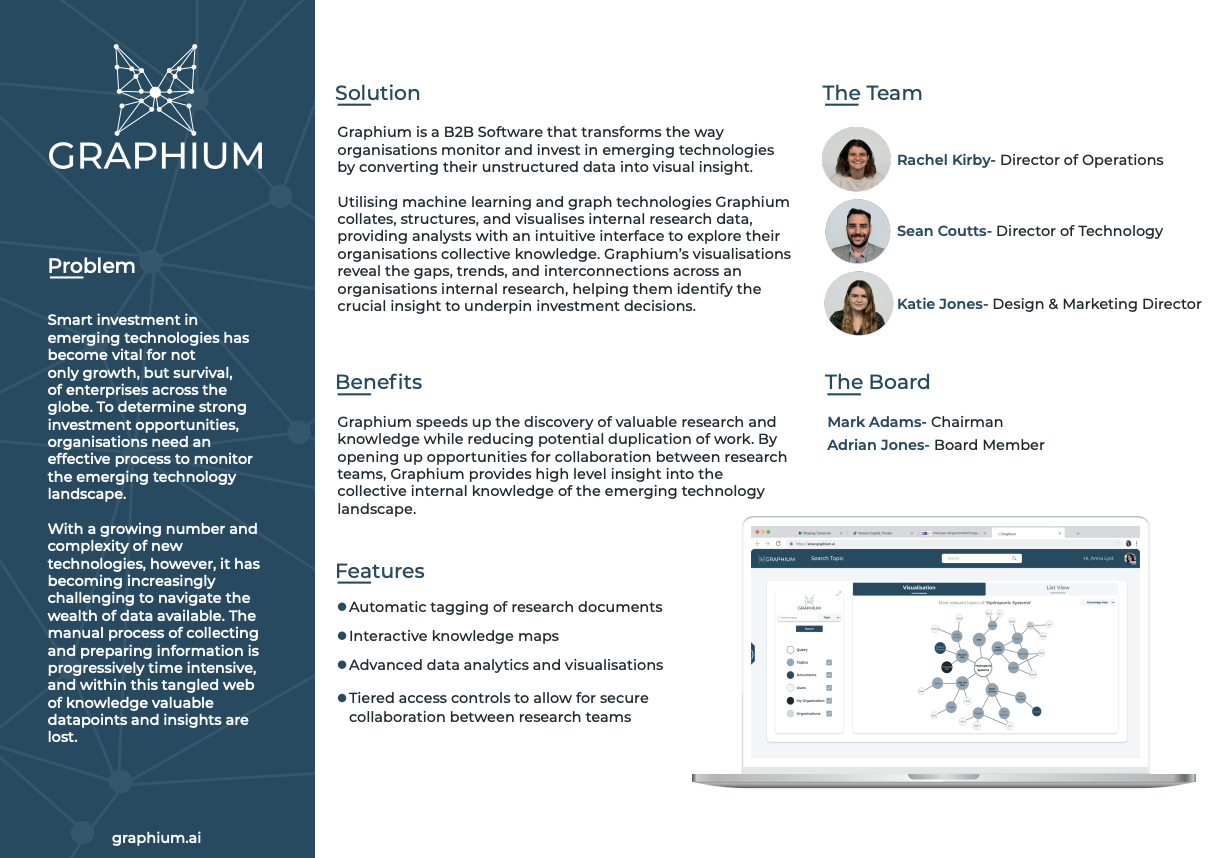 GRAPHIUM
Problem
Smart investment in
emerging technologies has
become vital for not
only growth, but survival,
of enterprises across the
globe. To determine strong
investment opportunities,
organisations need an
effective process to monitor
the emerging technology
landscape.
With a growing number and
complexity of new
technologies, however, it has
becoming increasingly
challenging to navigate the
wealth of data available. The
manual process of collecting
and preparing information is
progressively time intensive,
and within this tangled web
of knowledge valuable
datapoints and insights are
lost.
graphium.ai
Solution
Graphium is a B2B Software that transforms the way
organisations monitor and invest in emerging technologies
by converting their unstructured data into visual insight.
Utilising machine learning and graph technologies Graphium
collates, structures, and visualises internal research data,
providing analysts with an intuitive interface to explore their
organisations collective knowledge. Graphium's visualisations
reveal the gaps, trends, and interconnections across an
organisations internal research, helping them identify the
crucial insight to underpin investment decisions.
Benefits
Graphium speeds up the discovery of valuable research and
knowledge while reducing potential duplication of work. By
opening up opportunities for collaboration between research
teams, Graphium provides high level insight into the
collective internal knowledge of the emerging technology
landscape.
Features
Automatic tagging of research documents
Interactive knowledge maps
Advanced data analytics and visualisations
Tiered access controls to allow for secure
collaboration between research teams
The Team
Rachel Kirby- Director of Operations
Sean Coutts- Director of Technology
Katie Jones- Design & Marketing Director
The Board
Mark Adams- Chairman
Adrian Jones- Board Member
GRAPHIUM
Search Topic
Hi, Anna Lyst
Visualisation
List View
Most relevant topics of "Hydroponic Systems"
Knowledge Map
GRAPHIUM
Topic
Search
Query
Topics
Documents
Users
My Organisation
Organisations
Hydroponic
Systems